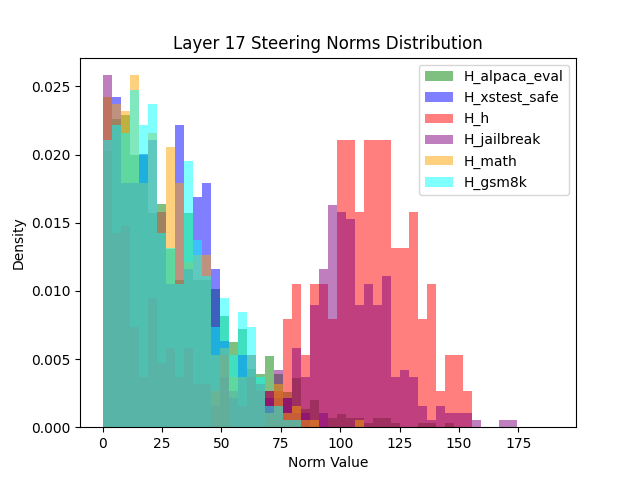 Layer 17 Steering Norms Distribution
H_alpaca_eval
H_xstest_safe
H_h
H_jailbreak
H_math
H_gsm8k
Density
0.025
0.020
0.015
0.010
0.005
0.000
0
25
50
75
100
125
150
175
Norm Value